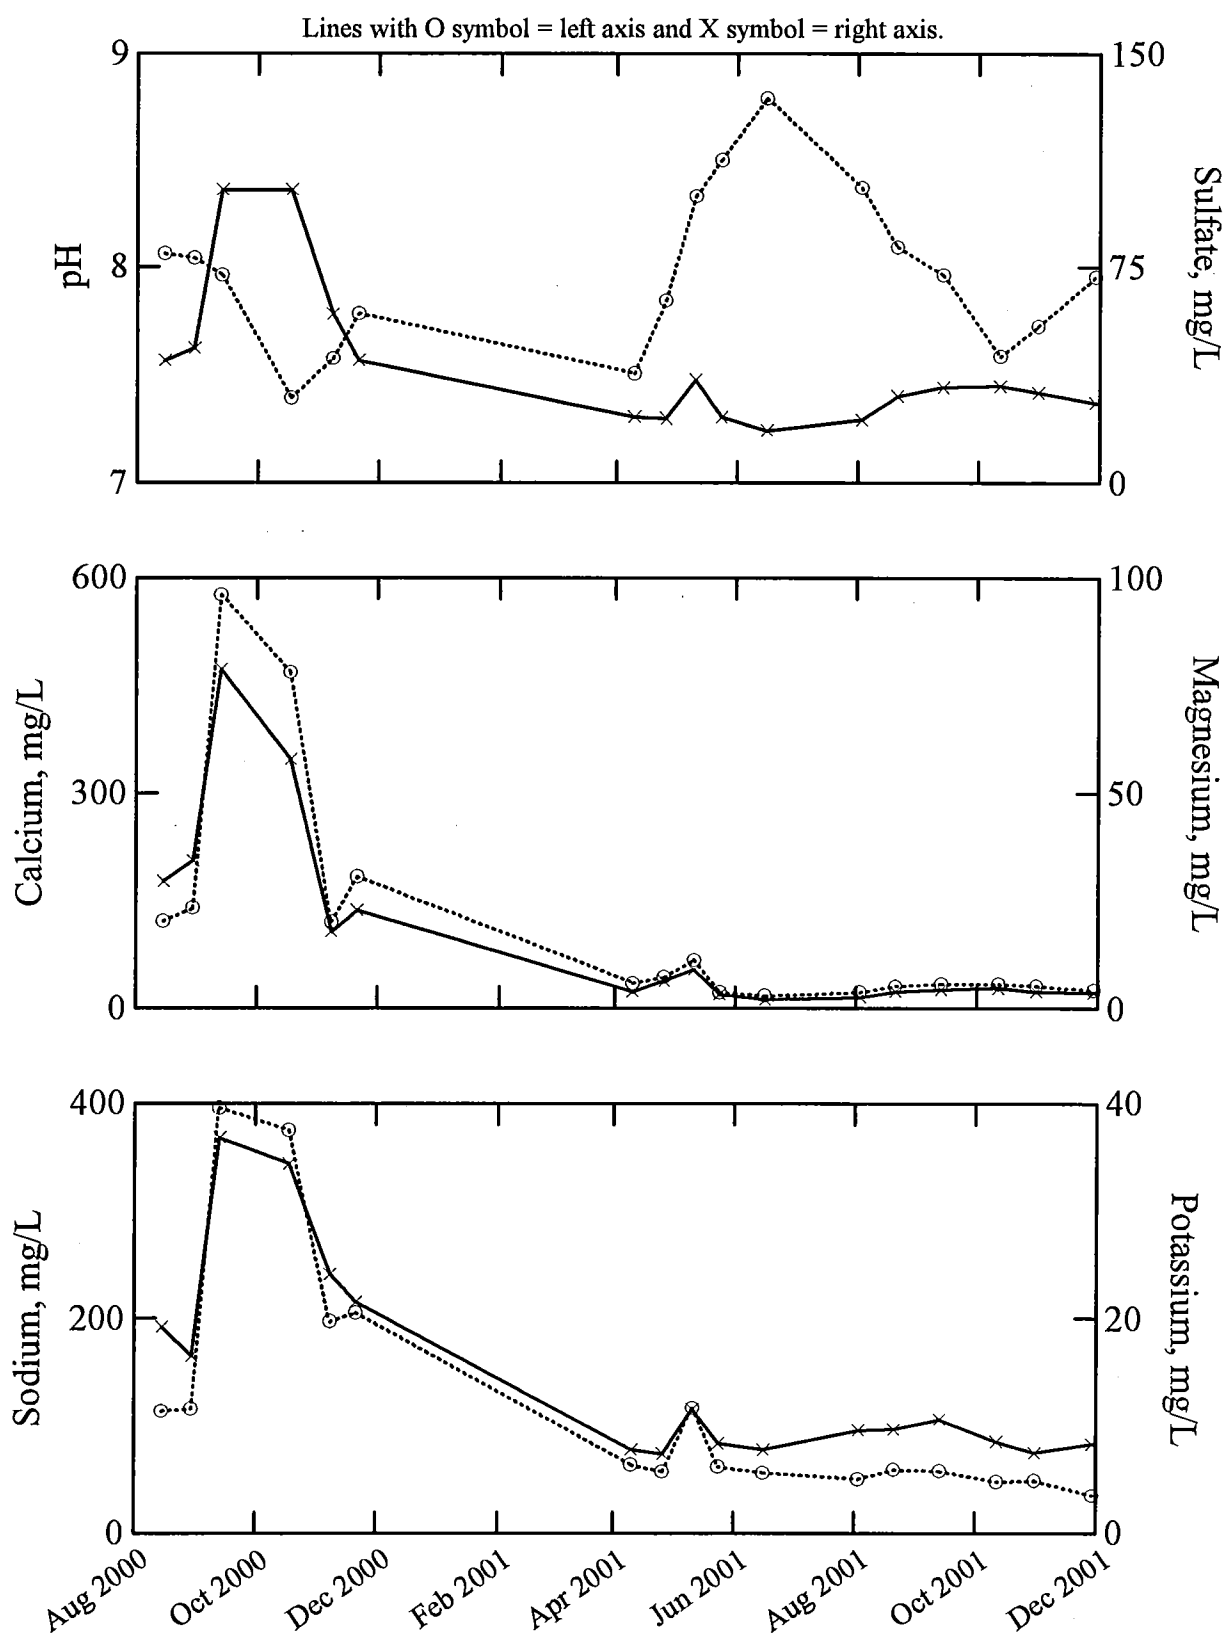 Lines with O symbol = left axis and X symbol = right axis.
9
150
pH
8
75
Sulfate, mg/L
7
0
600
100
Calcium, mg/L
300
50
Magnesium, mg/L
0
0
400
40
Sodium, mg/L
200
20
Potassium, mg/L
0
0
Aug 2000
Oct 2000
Dec 2000
Feb 2001
Apr 2001
Jun 2001
Aug 2001
Oct 2001
Dec 2001